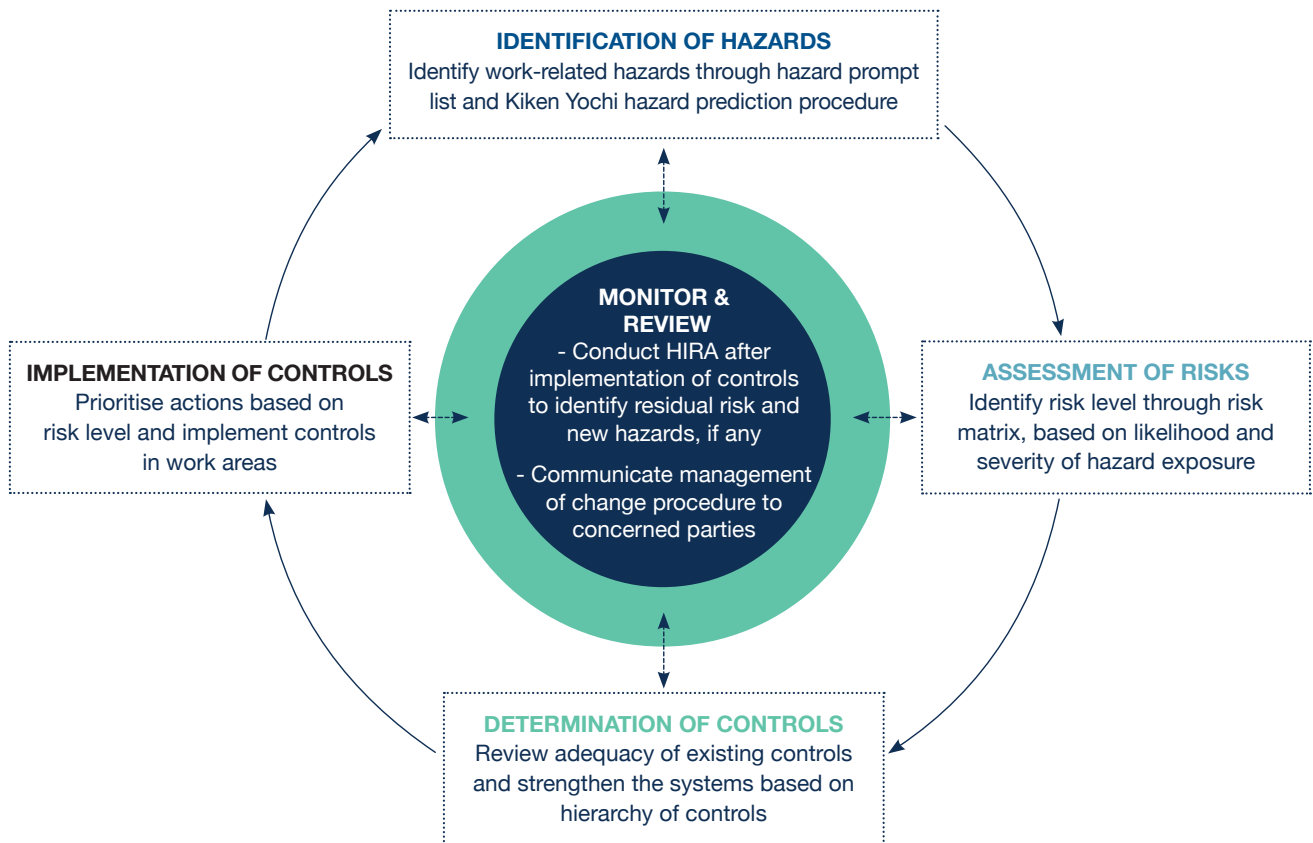 IDENTIFICATION OF HAZARDS
Identify work-related hazards through hazard prompt
list and Kiken Yochi hazard prediction procedure
MONITOR &
REVIEW
- Conduct HIRA after
implementation of controls
to identify residual risk and
new hazards, if any
- Communicate management
of change procedure to
concerned parties
IMPLEMENTATION OF CONTROLS
Prioritise actions based on
risk level and implement controls
in work areas
ASSESSMENT OF RISKS
Identify risk level through risk
matrix, based on likelihood and
severity of hazard exposure
DETERMINATION OF CONTROLS
Review adequacy of existing controls
and strengthen the systems based on
hierarchy of controls